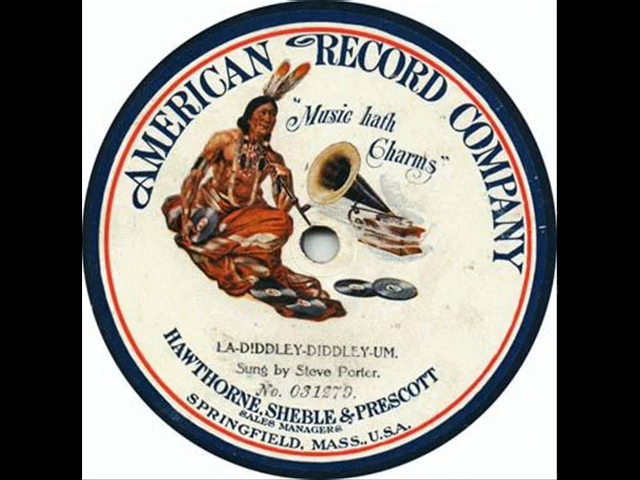 AMERICAN RECORD COMPANY
"Music hath
Charms"
LA-DIDDLEY-DIDDLEY-UM.
Sung by Steve Porter.
No. 031279.
HAWTHORNE, SHEBLE & PRESCOTT
SALES MANAGERS
SPRINGFIELD, MASS., U.S.A.